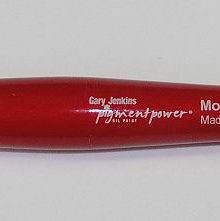 Gary Jenkins
pigmentpower®
OIL PAINT
Mo
Mad